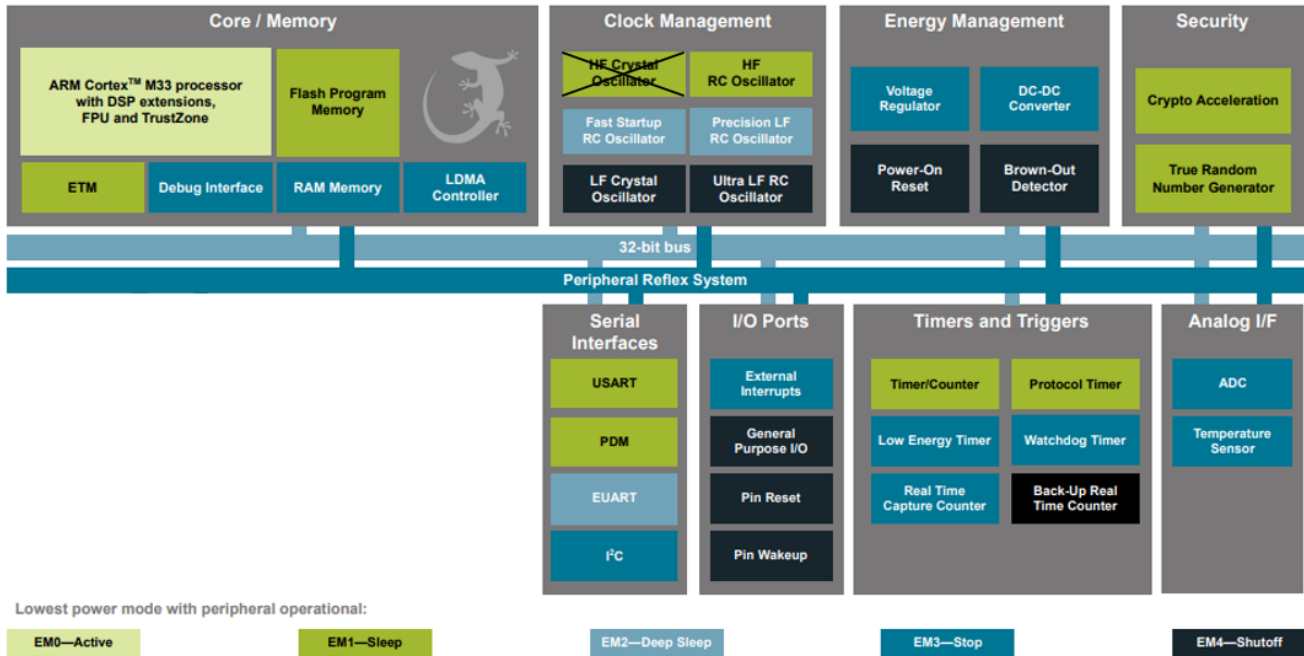 Core / Memory
ARM Cortex™ M33 processor
with DSP extensions,
FPU and TrustZone
Flash Program
Memory
ETM
Debug Interface
RAM Memory
LDMA
Controller
Clock Management
HF Crystal
Oscillator
HF
RC Oscillator
Fast Startup
RC Oscillator
Precision LF
RC Oscillator
LF Crystal
Oscillator
Ultra LF RC
Oscillator
Energy Management
Voltage
Regulator
DC-DC
Converter
Power-On
Reset
Brown-Out
Detector
Security
Crypto Acceleration
True Random
Number Generator
32-bit bus
Peripheral Reflex System
Serial
Interfaces
USART
PDM
EUART
I²C
I/O Ports
External
Interrupts
General
Purpose I/O
Pin Reset
Pin Wakeup
Timers and Triggers
Timer/Counter
Protocol Timer
Low Energy Timer
Watchdog Timer
Real Time
Capture Counter
Back-Up Real
Time Counter
Analog I/F
ADC
Temperature
Sensor
Lowest power mode with peripheral operational:
EM0—Active
EM1—Sleep
EM2—Deep Sleep
EM3—Stop
EM4—Shutoff